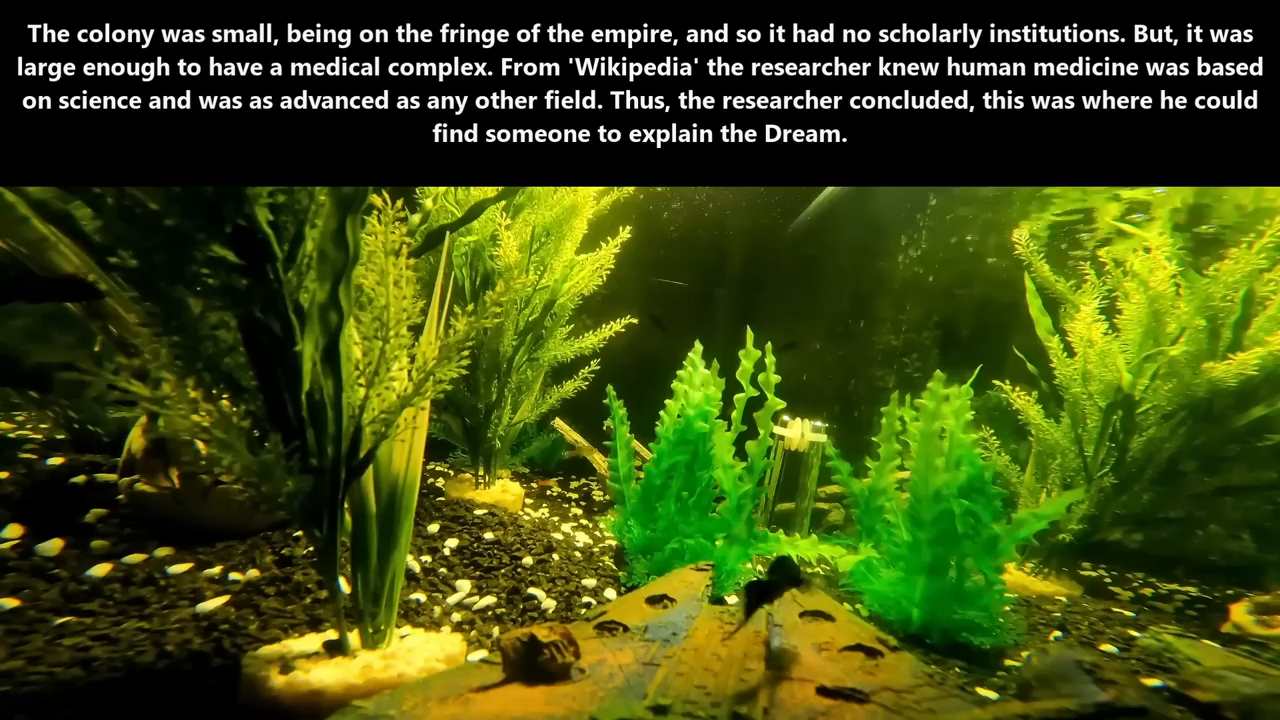 The colony was small, being on the fringe of the empire, and so it had no scholarly institutions. But, it was
large enough to have a medical complex. From 'Wikipedia' the researcher knew human medicine was based
on science and was as advanced as any other field. Thus, the researcher concluded, this was where he could
find someone to explain the Dream.